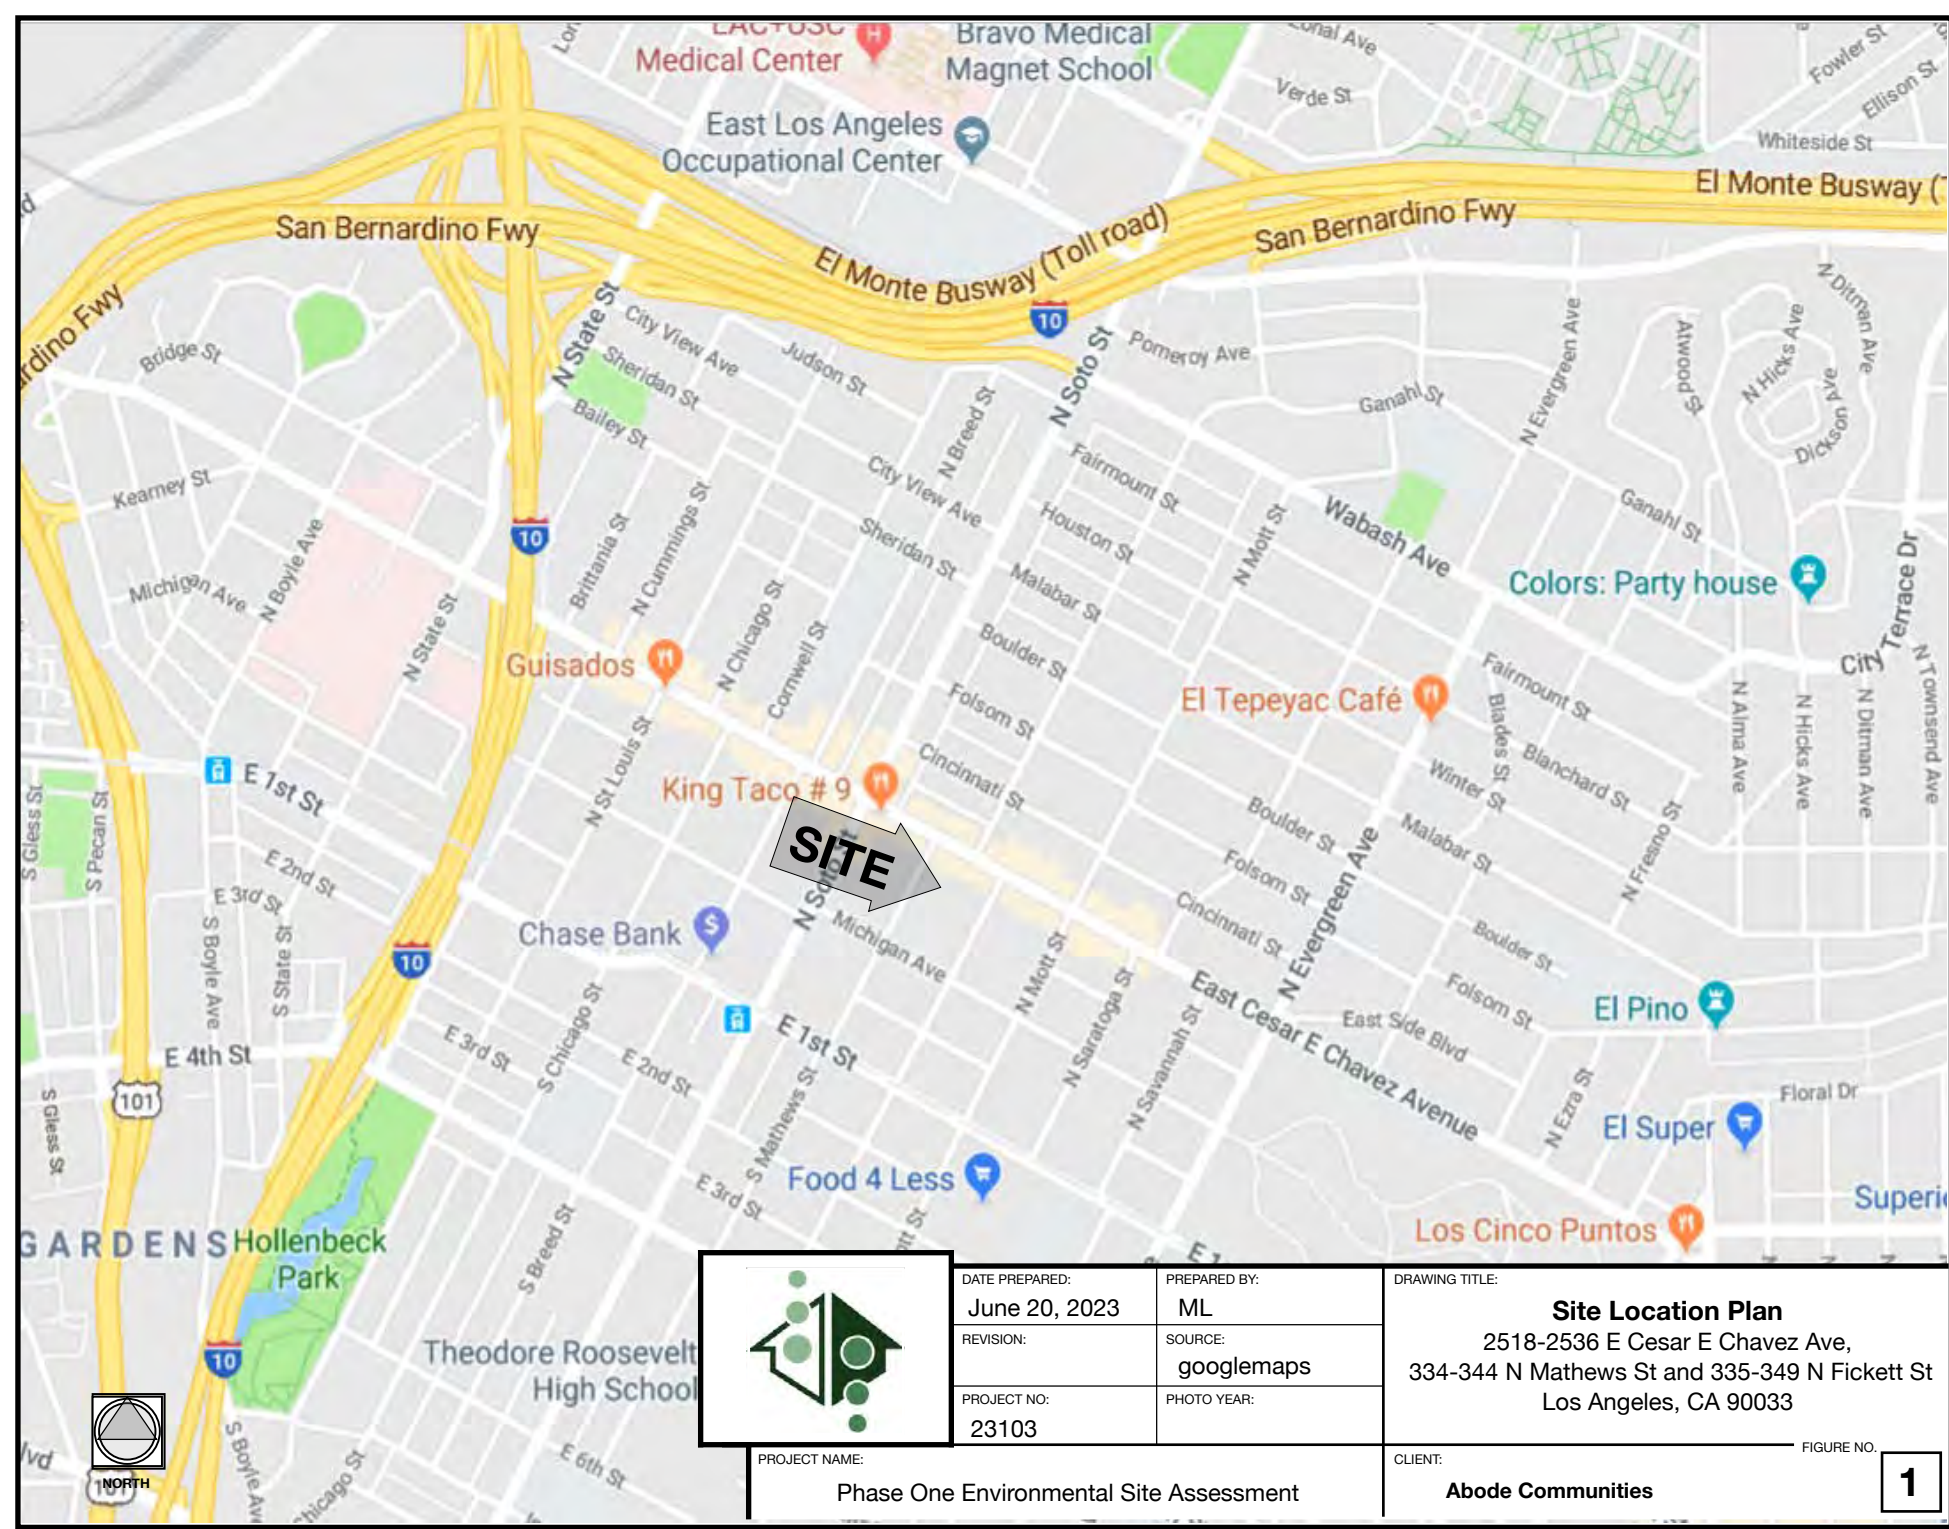 LAC+USC
Medical Center
Bravo Medical
Magnet School
Zonal Ave
Fowler St
Ellison St
Verde St
Whiteside St
East Los Angeles
Occupational Center
El Monte Busway (
San Bernardino Fwy
El Monte Busway (Toll road)
San Bernardino Fwy
rdino Fwy
10
N State St
City View Ave
Sheridan St
Bailey St
Judson St
N Breed St
N Soto St
Pomeroy Ave
Ganahl St
N Evergreen Ave
Atwood St
N Hicks Ave
N Ditman Ave
Dickson Ave
Bridge St
Kearney St
Michigan Ave
N Boyle Ave
N State St
10
Brittania St
N Cummings St
N Chicago St
Cornwell St
City View Ave
Sheridan St
Fairmount St
Houston St
Malabar St
Boulder St
Folsom St
Cincinnati St
N Mott St
Wabash Ave
Ganahl St
Colors: Party house
City Terrace Dr
N Townsend Ave
N Alma Ave
N Hicks Ave
N Ditman Ave
Guisados
N St Louis St
El Tepeyac Café
Fairmount St
Blades St
Blanchard St
Winter St
Malabar St
N Fresno St
King Taco # 9
SITE
N Soto St
Boulder St
Folsom St
Cincinnati St
N Evergreen Ave
Boulder St
Folsom St
E 1st St
S Gless St
S Pecan St
E 2nd St
E 3rd St
S Boyle Ave
S State St
10
Chase Bank
Michigan Ave
N Mott St
N Saratoga St
N Savannah St
East Cesar E Chavez Avenue
East Side Blvd
El Pino
N Ezra St
Floral Dr
El Super
E 4th St
101
S Gless St
E 3rd St
S Chicago St
E 2nd St
E 1st St
S Mathews St
Food 4 Less
E 3rd St
S Breed St
ott St
Los Cinco Puntos
Superi
GARDENS
Hollenbeck
Park
10
Theodore Roosevelt
High School
E 6th St
S Boyle Ave
Chicago St
lvd
101
NORTH
E 1
DATE PREPARED:
June 20, 2023
PREPARED BY:
ML
REVISION:
SOURCE:
googlemaps
PROJECT NO:
23103
PHOTO YEAR:
DRAWING TITLE:
Site Location Plan
2518-2536 E Cesar E Chavez Ave,
334-344 N Mathews St and 335-349 N Fickett St
Los Angeles, CA 90033
PROJECT NAME:
Phase One Environmental Site Assessment
CLIENT:
Abode Communities
FIGURE NO.
1